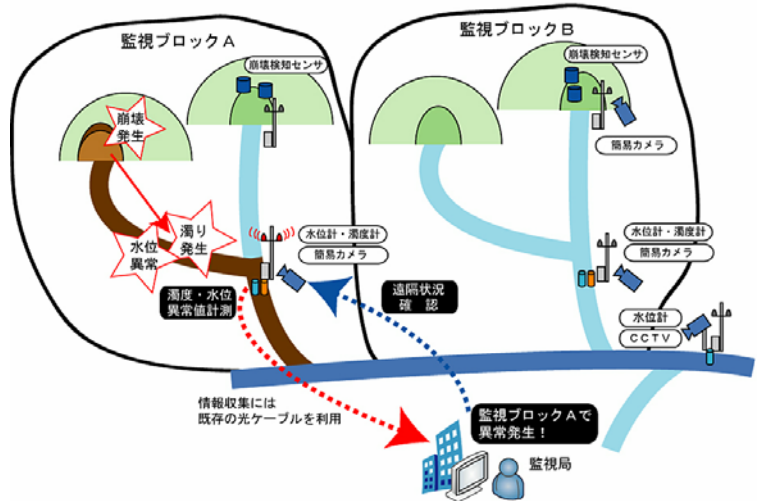 監視ブロックA
監視ブロックB
崩壊検知センサ
崩壊検知センサ
崩壊
発生
簡易カメラ
濁り
発生
水位
異常
水位計・濁度計
簡易カメラ
水位計・濁度計
簡易カメラ
濁度・水位
異常値計測
遠隔状況
確 認
水位計
CCTV
情報収集には
既存の光ケーブルを利用
監視ブロックAで
異常発生!
監視局